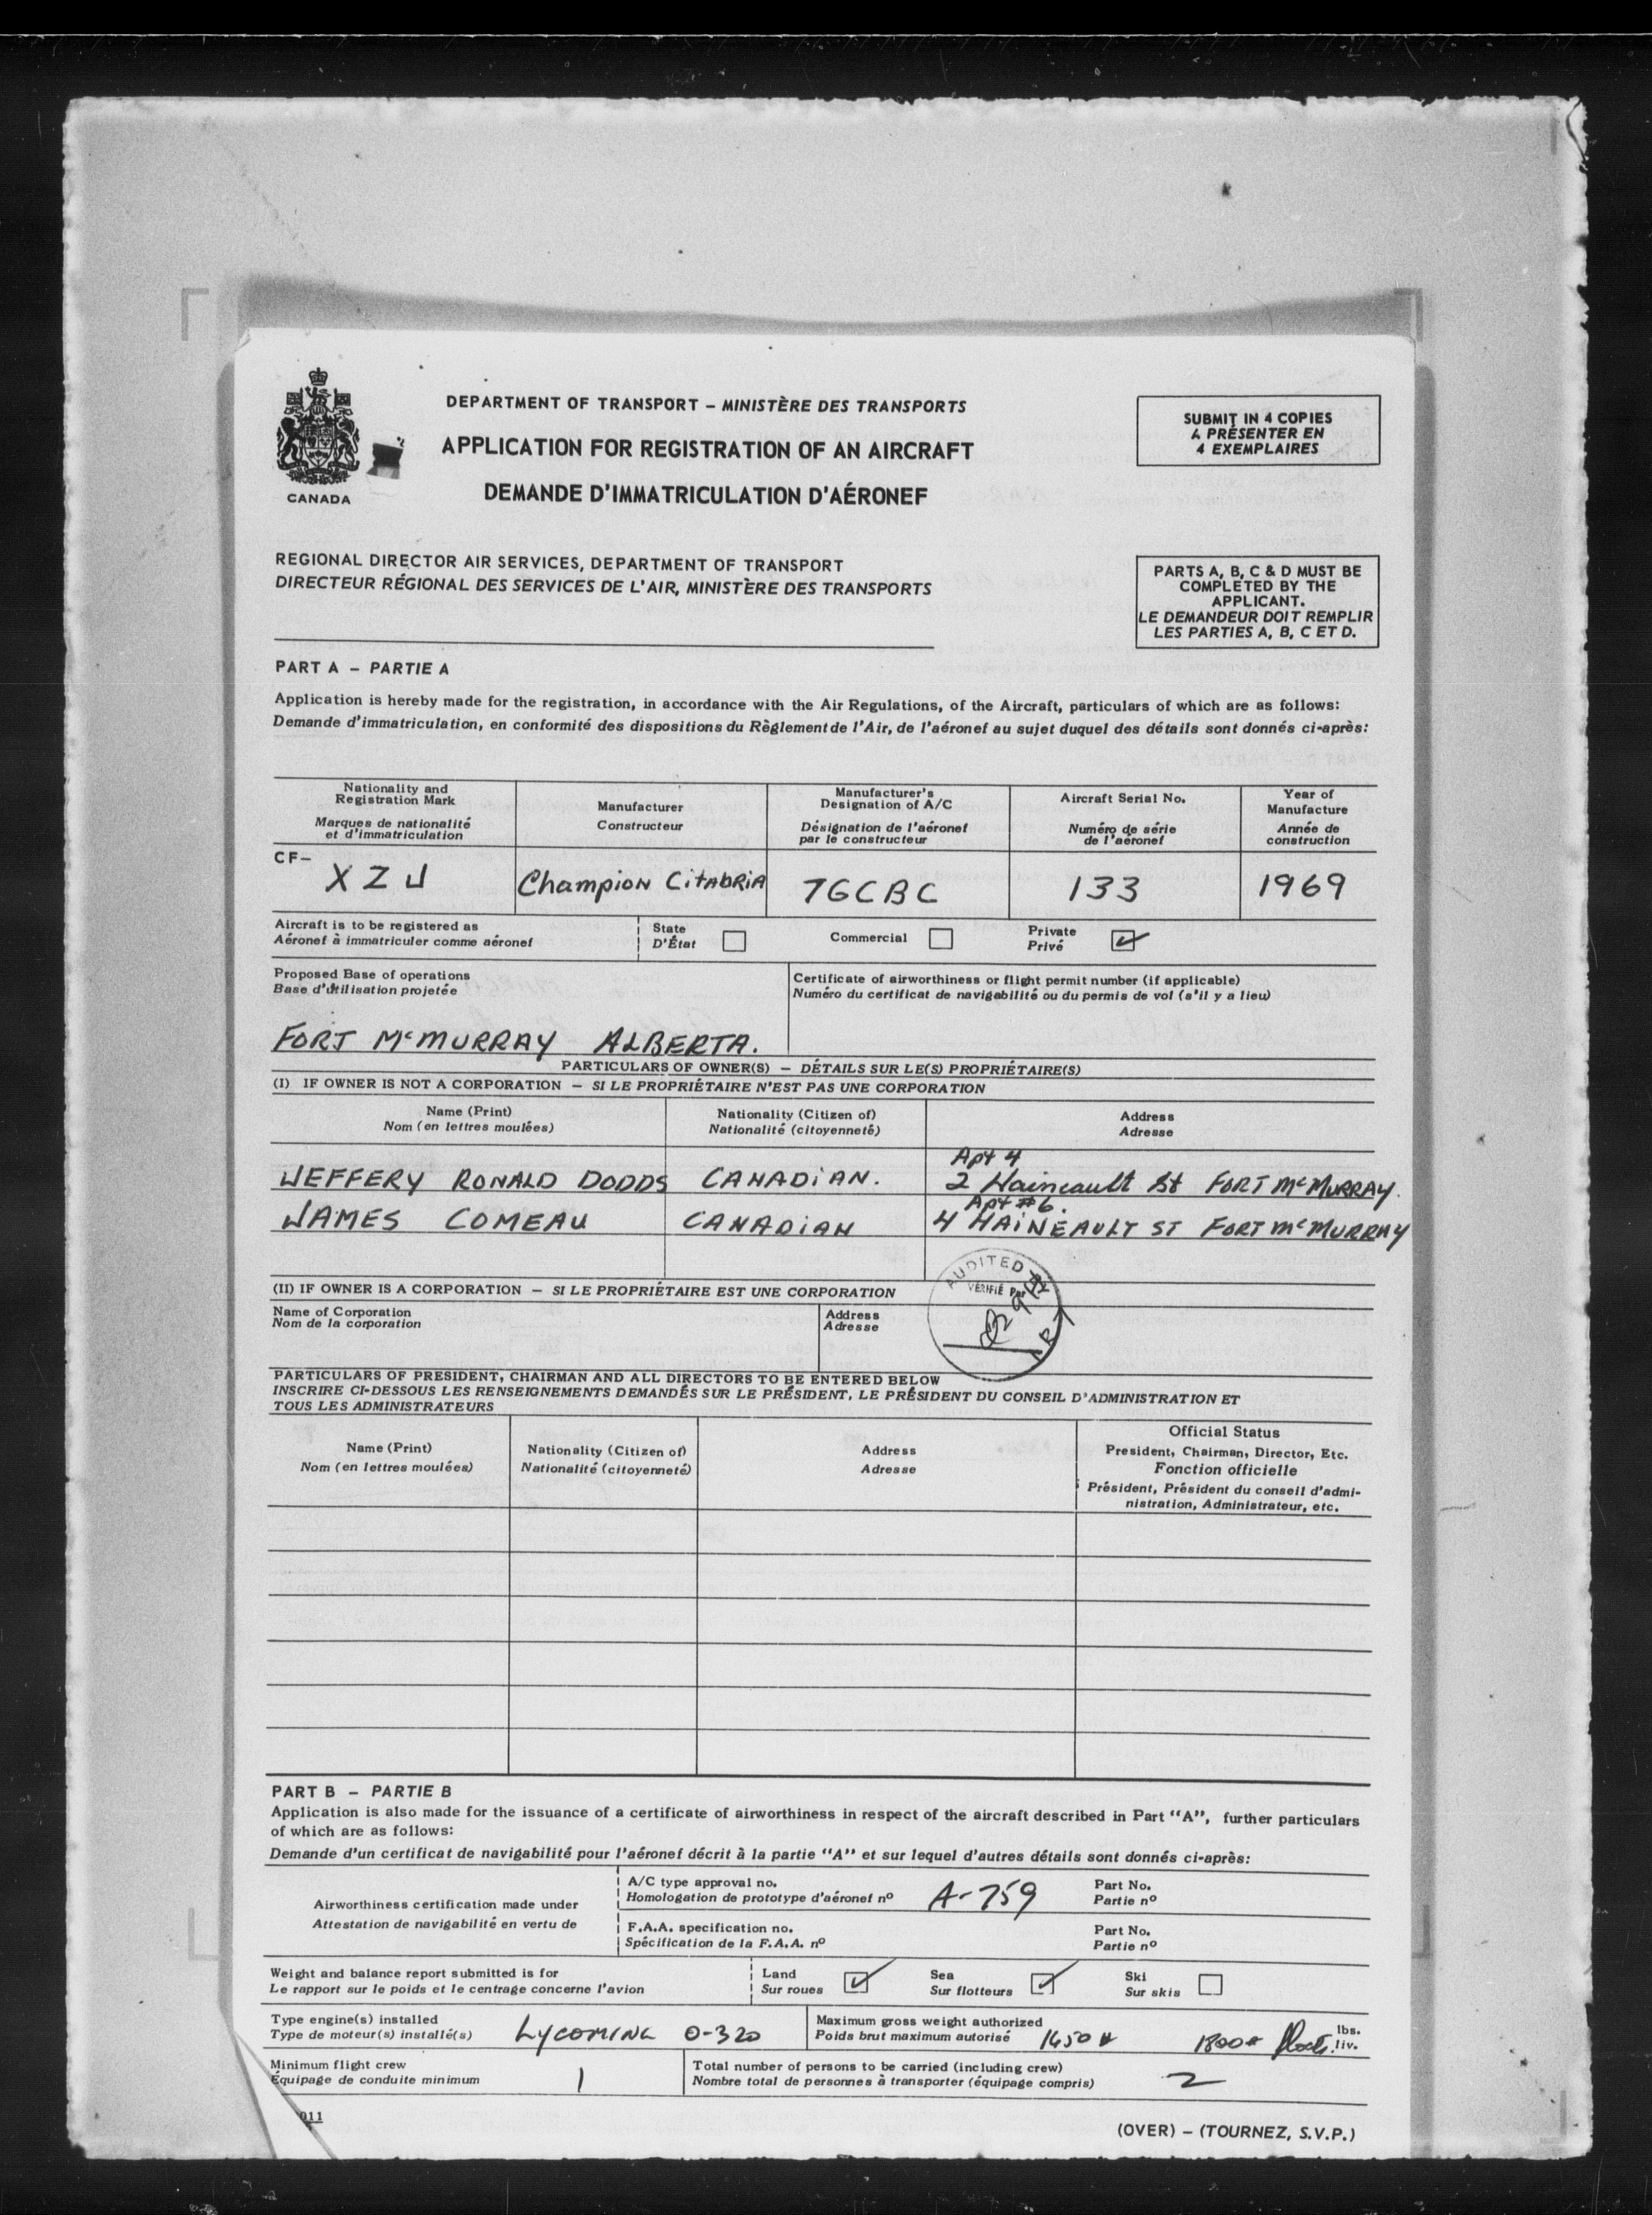 CANADA
DEPARTMENT OF TRANSPORT – MINISTÈRE DES TRANSPORTS
APPLICATION FOR REGISTRATION OF AN AIRCRAFT
DEMANDE D'IMMATRICULATION D'AÉRONEF
SUBMIT IN 4 COPIES
À PRÉSENTER EN
4 EXEMPLAIRES
REGIONAL DIRECTOR AIR SERVICES, DEPARTMENT OF TRANSPORT
DIRECTEUR RÉGIONAL DES SERVICES DE L'AIR, MINISTÈRE DES TRANSPORTS
PARTS A, B, C & D MUST BE
COMPLETED BY THE
APPLICANT.
LE DEMANDEUR DOIT REMPLIR
LES PARTIES A, B, C ET D.
PART A – PARTIE A
Application is hereby made for the registration, in accordance with the Air Regulations, of the Aircraft, particulars of which are as follows:
Demande d'immatriculation, en conformité des dispositions du Règlement de l'Air, de l'aéronef au sujet duquel des détails sont donnés ci-après:
Nationality and
Registration Mark
Marques de nationalité
et d'immatriculation
Manufacturer
Constructeur
Manufacturer's
Designation of A/C
Désignation de l'aéronef
par le constructeur
Aircraft Serial No.
Numéro de série
de l'aéronef
Year of
Manufacture
Année de
construction
CF– XZJ
Champion CitAbRiA
7GCBC
133
1969
Aircraft is to be registered as
Aéronef à immatriculer comme aéronef
State
D'État
Commercial
Private
Privé
Proposed Base of operations
Base d'utilisation projetée
FORT McMURRAY ALBERTA.
Certificate of airworthiness or flight permit number (if applicable)
Numéro du certificat de navigabilité ou du permis de vol (s'il y a lieu)
PARTICULARS OF OWNER(S) – DÉTAILS SUR LE(S) PROPRIÉTAIRE(S)
(I) IF OWNER IS NOT A CORPORATION – SI LE PROPRIÉTAIRE N'EST PAS UNE CORPORATION
Name (Print)
Nom (en lettres moulées)
Nationality (Citizen of)
Nationalité (citoyenneté)
Address
Adresse
Apt 4
JEFFERY RONALD DODDS CANADIAN. 2 Haineault St FORT McMURRAY.
Apt #6.
JAMES COMEAU CANADIAN 4 HAINEAULT ST FORT McMURRAY
AUDITED
VÉRIFIÉ Par
(II) IF OWNER IS A CORPORATION – SI LE PROPRIÉTAIRE EST UNE CORPORATION
Name of Corporation
Nom de la corporation
Address
Adresse
PARTICULARS OF PRESIDENT, CHAIRMAN AND ALL DIRECTORS TO BE ENTERED BELOW
INSCRIRE CI-DESSOUS LES RENSEIGNEMENTS DEMANDÉS SUR LE PRÉSIDENT, LE PRÉSIDENT DU CONSEIL D'ADMINISTRATION ET
TOUS LES ADMINISTRATEURS
Name (Print)
Nom (en lettres moulées)
Nationality (Citizen of)
Nationalité (citoyenneté)
Address
Adresse
Official Status
President, Chairman, Director, Etc.
Fonction officielle
Président, Président du conseil d'admi-
nistration, Administrateur, etc.
PART B – PARTIE B
Application is also made for the issuance of a certificate of airworthiness in respect of the aircraft described in Part "A", further particulars
of which are as follows:
Demande d'un certificat de navigabilité pour l'aéronef décrit à la partie "A" et sur lequel d'autres détails sont donnés ci-après:
Airworthiness certification made under
Attestation de navigabilité en vertu de
A/C type approval no.
Homologation de prototype d'aéronef nº
A-759
Part No.
Partie nº
F.A.A. specification no.
Spécification de la F.A.A. nº
Part No.
Partie nº
Weight and balance report submitted is for
Le rapport sur le poids et le centrage concerne l'avion
Land
Sur roues
Sea
Sur flotteurs
Ski
Sur skis
Type engine(s) installed
Type de moteur(s) installé(s)
LYCOMING O-320
Maximum gross weight authorized
Poids brut maximum autorisé
1650 # 1800 # floats
lbs.
liv.
Minimum flight crew
Équipage de conduite minimum
1
Total number of persons to be carried (including crew)
Nombre total de personnes à transporter (équipage compris)
2
011
(OVER) – (TOURNEZ, S.V.P.)